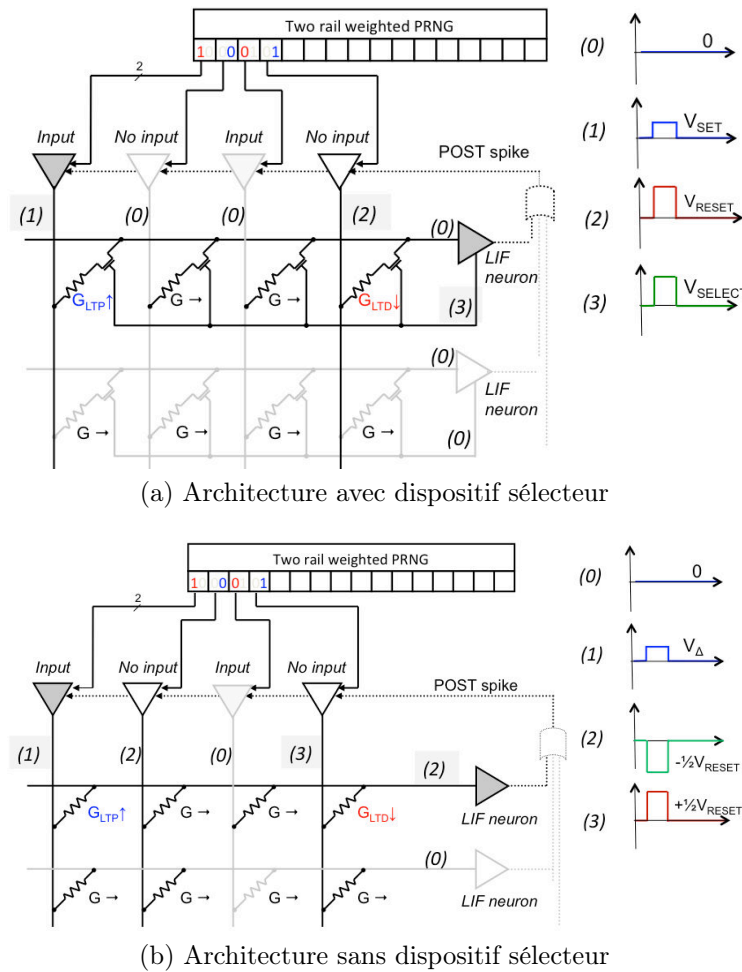 Two rail weighted PRNG
1 0 0 1
2
Input No input Input No input
POST spike
(1) (0) (0) (2) (0)
LIF
neuron
G_LTP↑ G → G → G_LTD↓ (3)
(0)
LIF
neuron
G → G → G → G → (0)
(0) 0
(1) V_SET
(2) V_RESET
(3) V_SELECT
(a) Architecture avec dispositif sélecteur
Two rail weighted PRNG
1 0 0 1
2
Input No input Input No input
POST spike
(1) (2) (0) (3) (2)
G_LTP↑ G → G → G_LTD↓ LIF neuron
(0)
G → G → G → G → LIF neuron
(0) 0
(1) V_Δ
(2) -½V_RESET
(3) +½V_RESET
(b) Architecture sans dispositif sélecteur